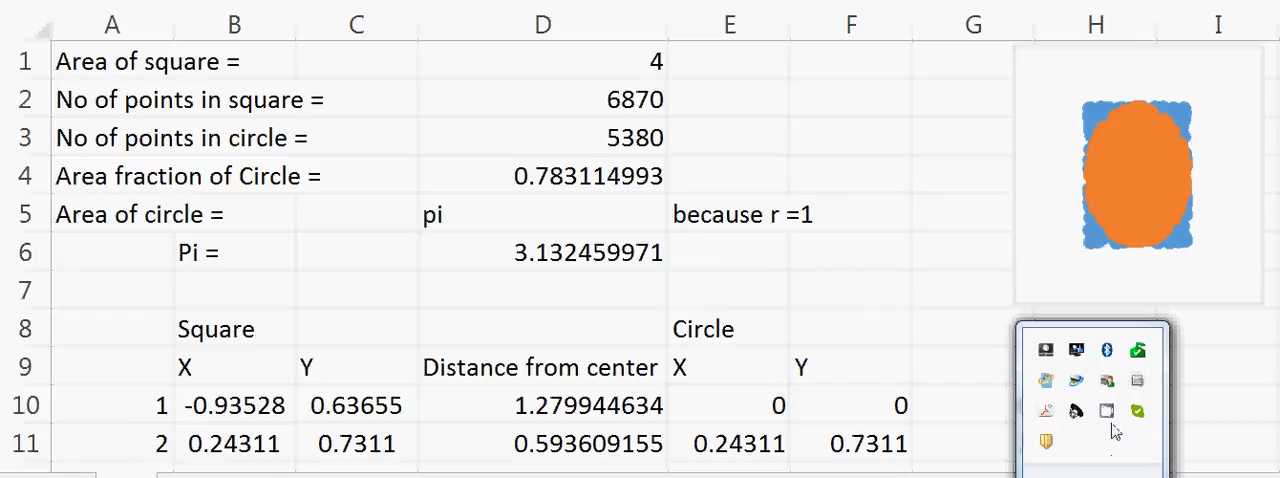 A B C D E F G H I
1 Area of square = 4
2 No of points in square = 6870
3 No of points in circle = 5380
4 Area fraction of Circle = 0.783114993
5 Area of circle = pi because r =1
6 Pi = 3.132459971
7
8 Square Circle
9 X Y Distance from center X Y
10 1 -0.93528 0.63655 1.279944634 0 0
11 2 0.24311 0.7311 0.593609155 0.24311 0.7311